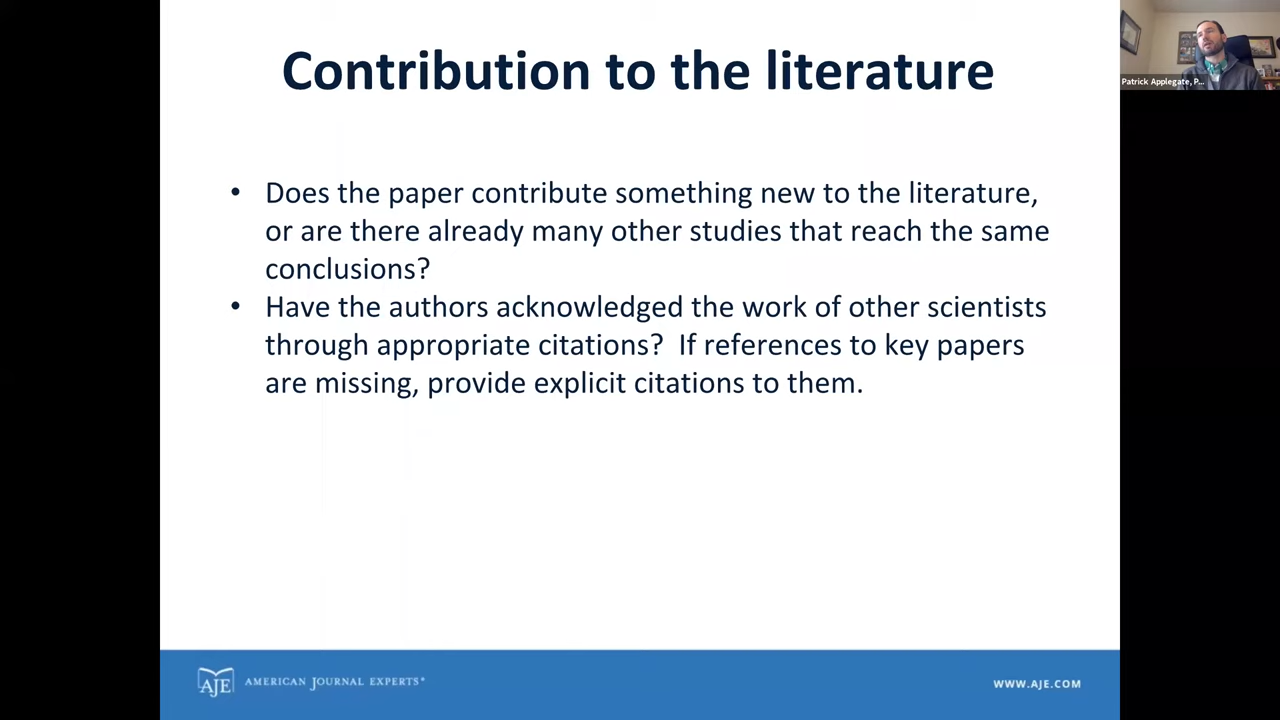 Contribution to the literature
Patrick Applegate, P...
• Does the paper contribute something new to the literature,
or are there already many other studies that reach the same
conclusions?
• Have the authors acknowledged the work of other scientists
through appropriate citations?  If references to key papers
are missing, provide explicit citations to them.
AJE AMERICAN JOURNAL EXPERTS
WWW.AJE.COM